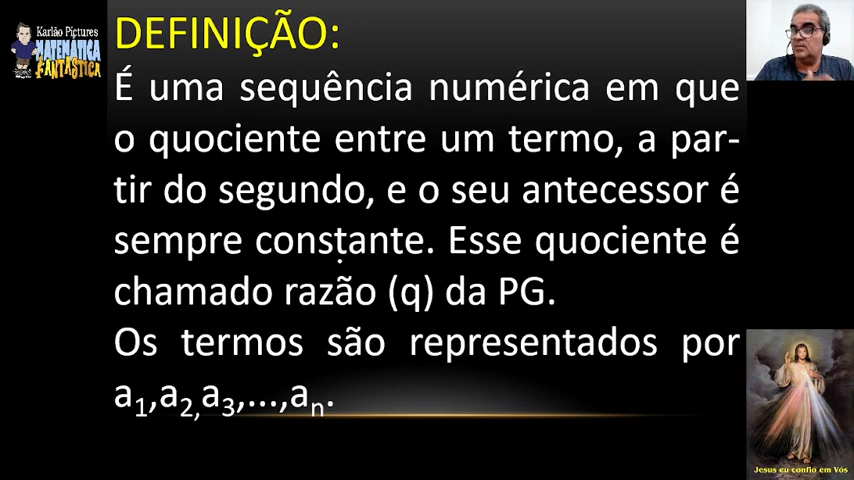 Karlão Pictures
MATEMÁTICA
FANTÁSTICA
DEFINIÇÃO:
É uma sequência numérica em que
o quociente entre um termo, a par-
tir do segundo, e o seu antecessor é
sempre constante. Esse quociente é
chamado razão (q) da PG.
Os termos são representados por
a₁,a₂,a₃,...,aₙ.
Jesus eu confio em Vós